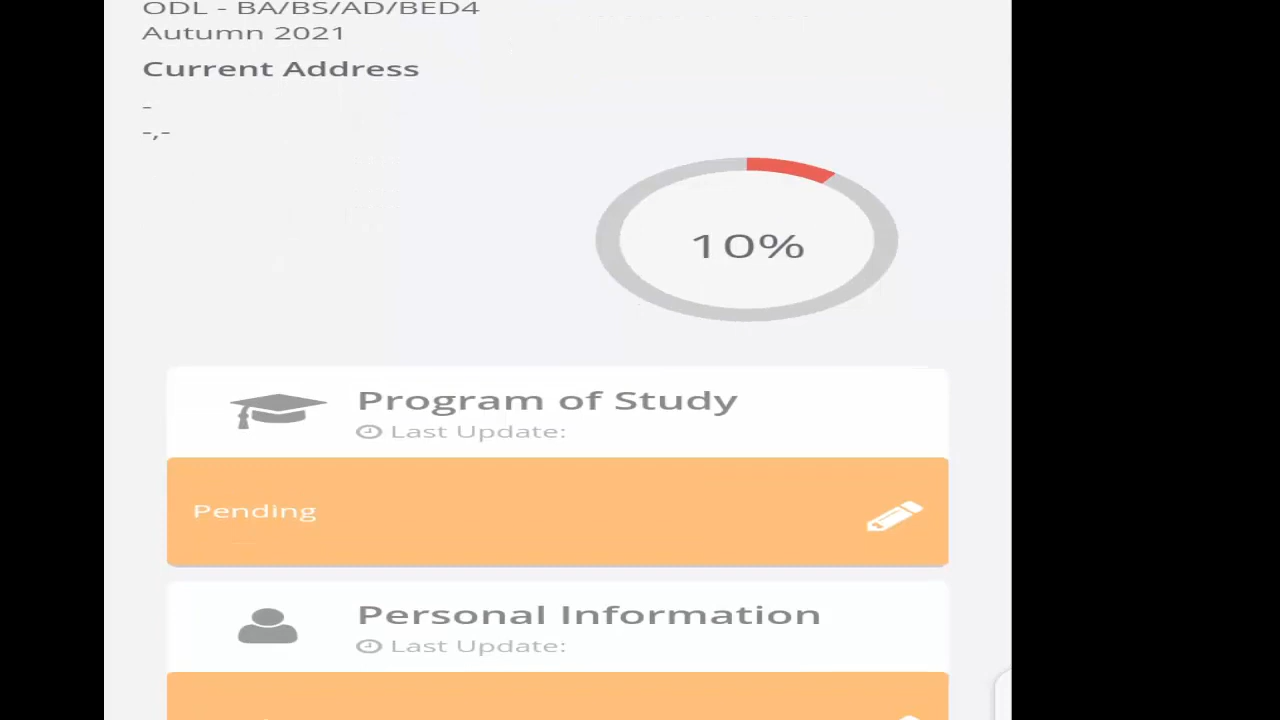 ODL - BA/BS/AD/BED4
Autumn 2021
Current Address
-
-,-
10%
Program of Study
Last Update:
Pending
Personal Information
Last Update: